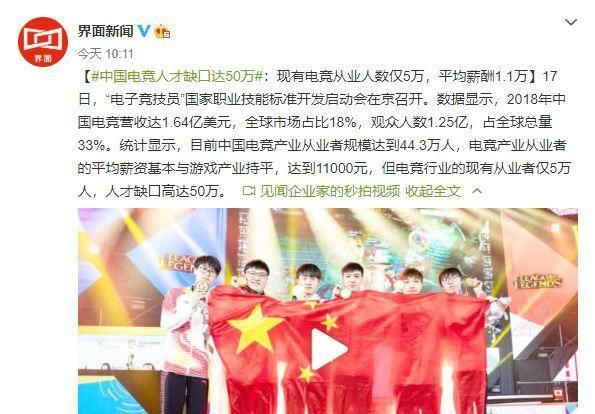 界面新闻
今天 10:11
【#中国电竞人才缺口达50万#：现有电竞从业人数仅5万，平均薪酬1.1万】17
日，“电子竞技员”国家职业技能标准开发启动会在京召开。数据显示，2018年中
国电竞营收达1.64亿美元，全球市场占比18%，观众人数1.25亿，占全球总量
33%。统计显示，目前中国电竞产业从业者规模达到44.3万人，电竞产业从业者
的平均薪资基本与游戏产业持平，达到11000元，但电竞行业的现有从业者仅5万
人，人才缺口高达50万。 见闻企业家的秒拍视频 收起全文
界面
LEAGUE
LEGENDS
LEAGUE
LEGENDS